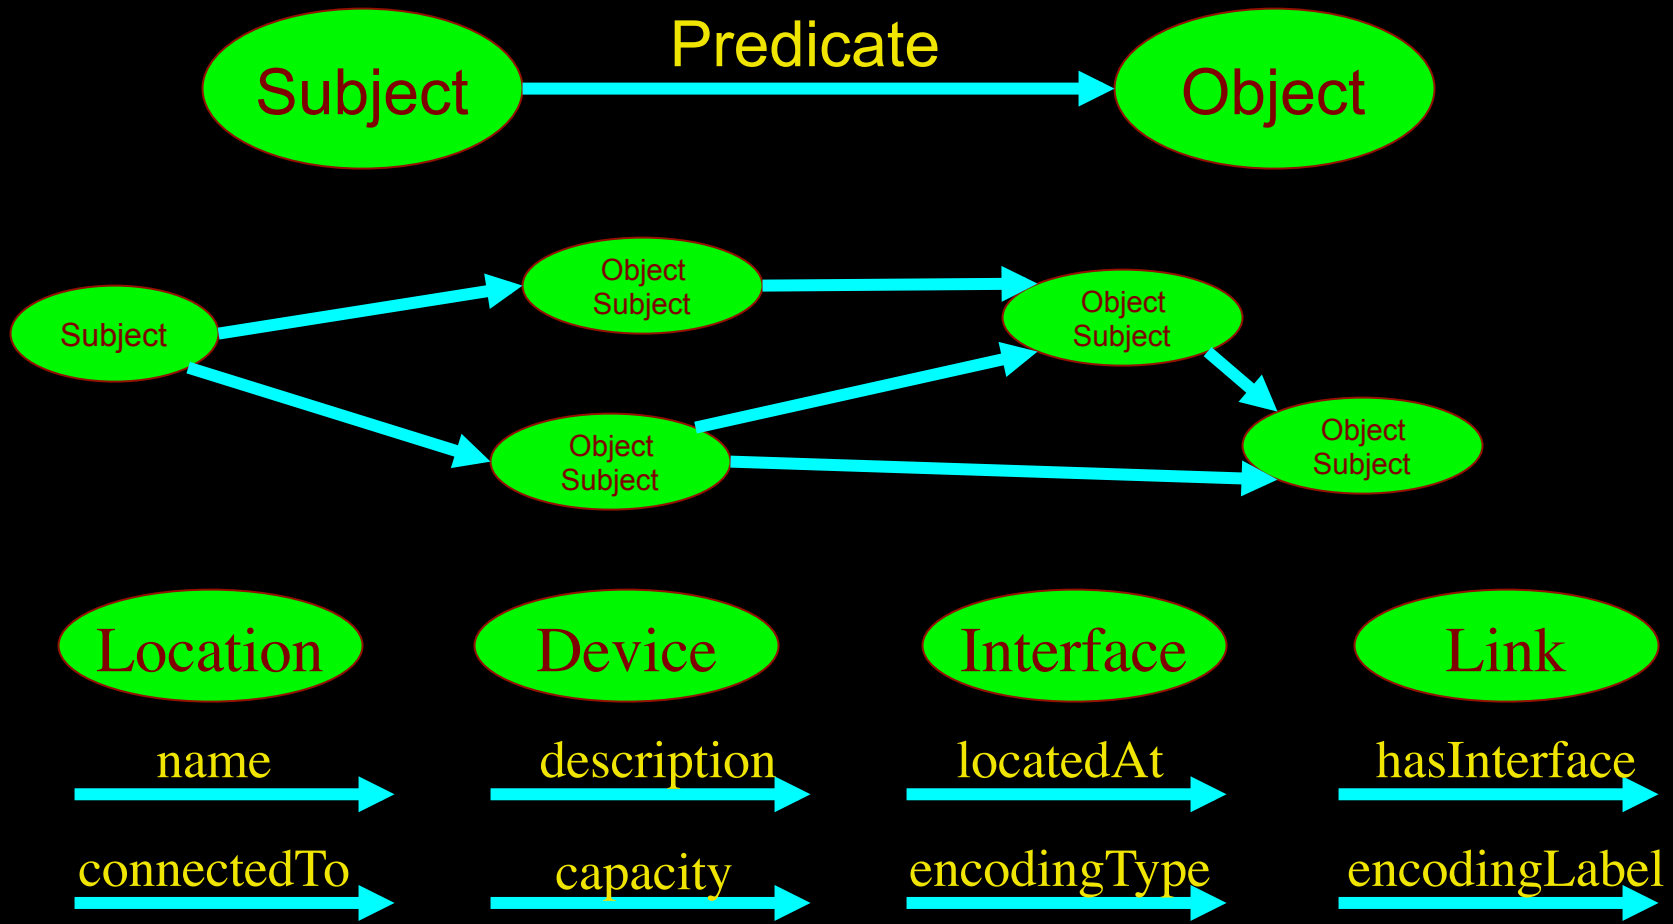 Predicate
Subject
Object
Object
Subject
Object
Subject
Subject
Object
Subject
Object
Subject
Location
Device
Interface
Link
name
description
locatedAt
hasInterface
connectedTo
capacity
encodingType
encodingLabel